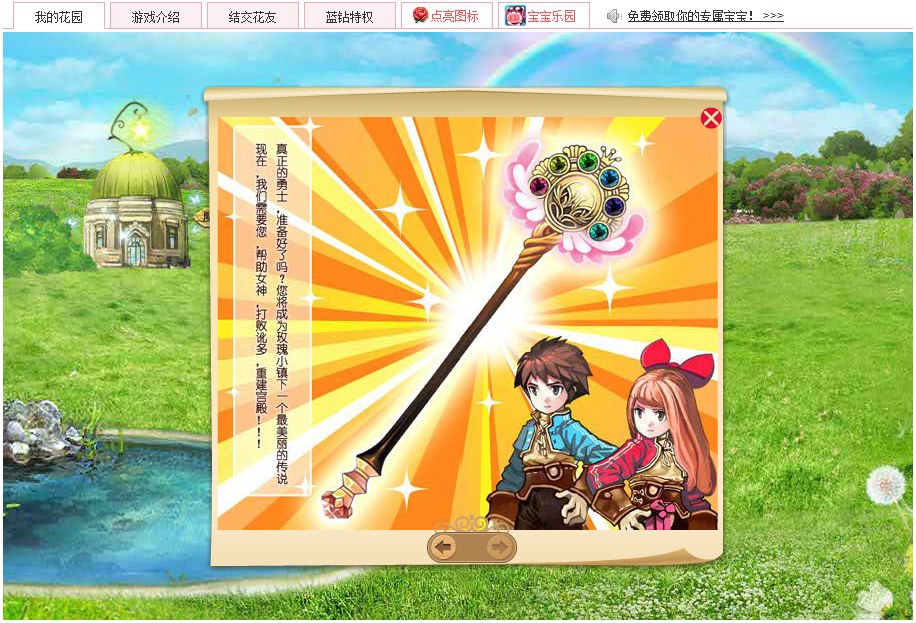 我的花园
游戏介绍
结交花友
蓝钻特权
点亮图标
宝宝乐园
免费领取你的专属宝宝! >>>
真正的勇士,准备好了吗?您将成为玫瑰小镇下一个最美丽的传说
现在,我们需要您,帮助女神,打败讹多,重建宫殿!!!